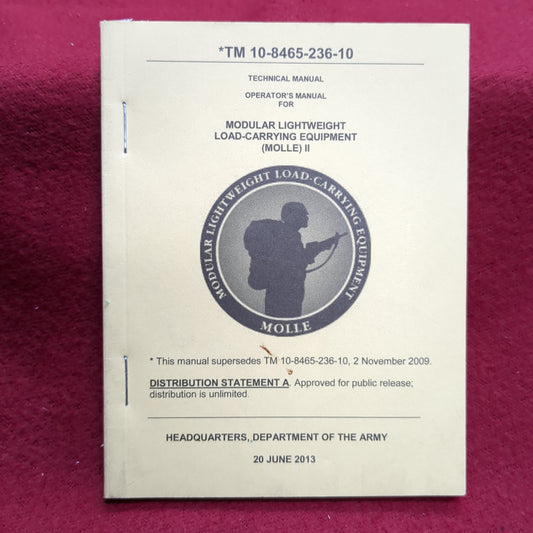 *TM 10-8465-236-10
TECHNICAL MANUAL
OPERATOR'S MANUAL
FOR
MODULAR LIGHTWEIGHT
LOAD-CARRYING EQUIPMENT
(MOLLE) II
MODULAR LIGHTWEIGHT LOAD-CARRYING EQUIPMENT
MOLLE
* This manual supersedes TM 10-8465-236-10, 2 November 2009.
DISTRIBUTION STATEMENT A. Approved for public release;
distribution is unlimited.
HEADQUARTERS, DEPARTMENT OF THE ARMY
20 JUNE 2013